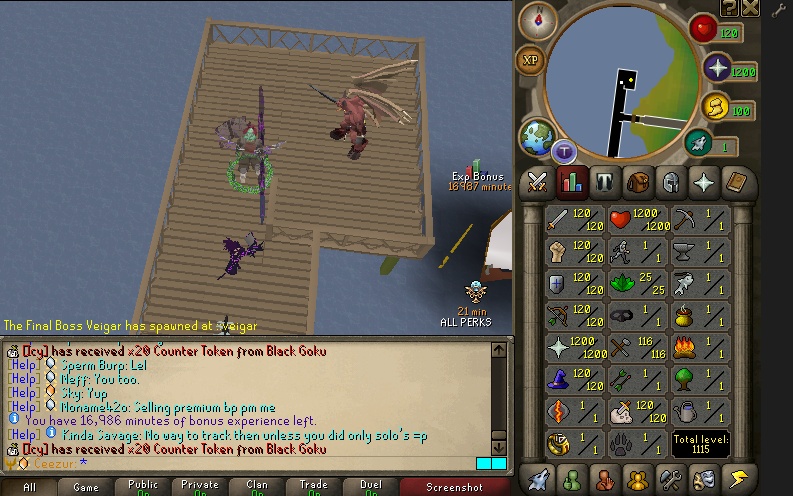 N
XP
120
1200
100
1
T
Exp Bonus
16987 minute
21 min
ALL PERKS
The Final Boss Veigar has spawned at ::veigar
[Icy] has received x20 Counter Token from Black Goku
[Help] Sperm Burp: Lel
[Help] Meff: You too.
[Help] Sky: Yup
[Help] Noname420: Selling premium bp pm me
You have 16,986 minutes of bonus experience left.
[Help] Kinda Savage: No way to track then unless you did only solo's =p
[Icy] has received x20 Counter Token from Black Goku
Ceezur: *
All
Game
Public
On
Private
On
Clan
On
Trade
On
Duel
On
Screenshot
120/120 1200/1200 1/1
120/120 1/1 1/1
120/120 25/25 1/1
120/120 1/1 1/1
1200/1200 116/116 1/1
120/120 1/1 1/1
1/1 120/120 1/1
1/1 1/1
Total level:
1115